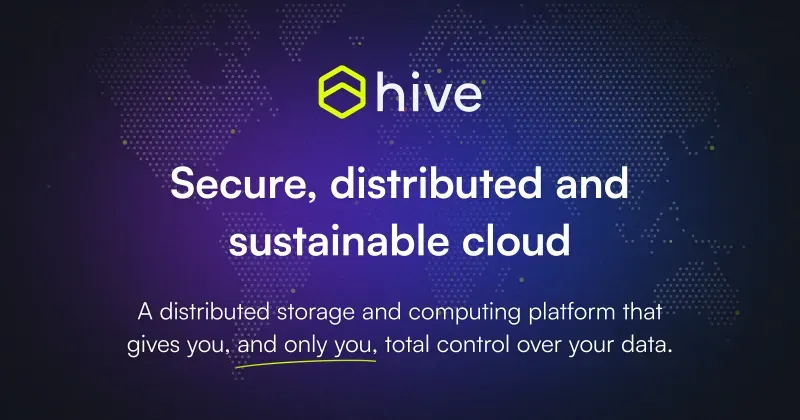 hive
Secure, distributed and
sustainable cloud
A distributed storage and computing platform that
gives you, and only you, total control over your data.